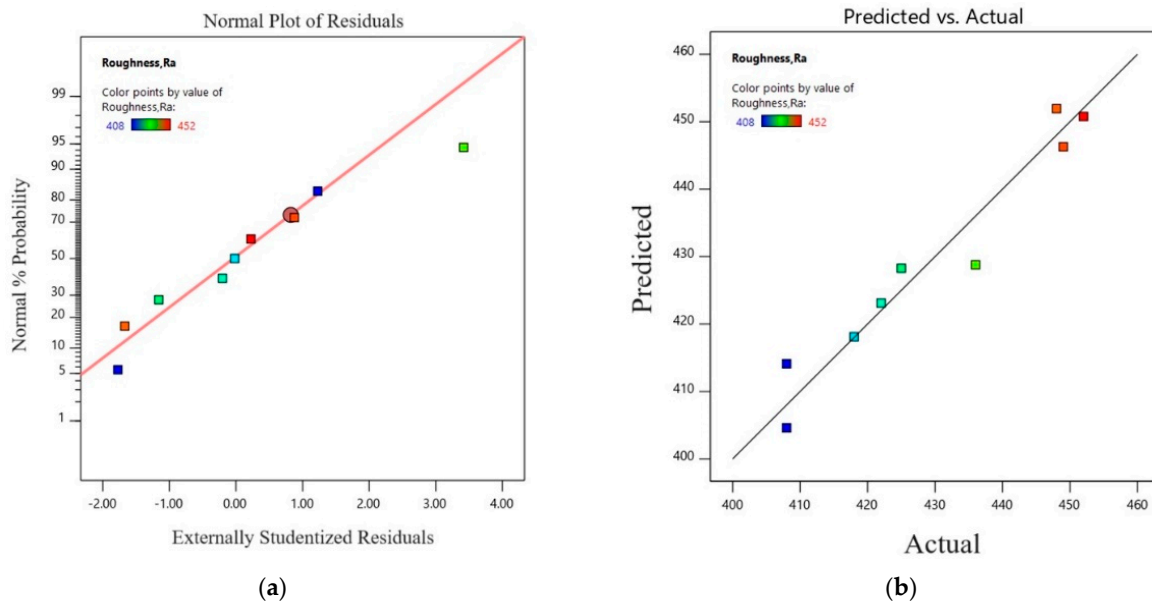 Normal Plot of Residuals
Roughness,Ra
Color points by value of
Roughness,Ra:
408 452
Normal % Probability
99
95
90
80
70
50
30
20
10
5
1
-2.00 -1.00 0.00 1.00 2.00 3.00 4.00
Externally Studentized Residuals
(a)
Predicted vs. Actual
Roughness,Ra
Color points by value of
Roughness,Ra:
408 452
Predicted
460
450
440
430
420
410
400
400 410 420 430 440 450 460
Actual
(b)